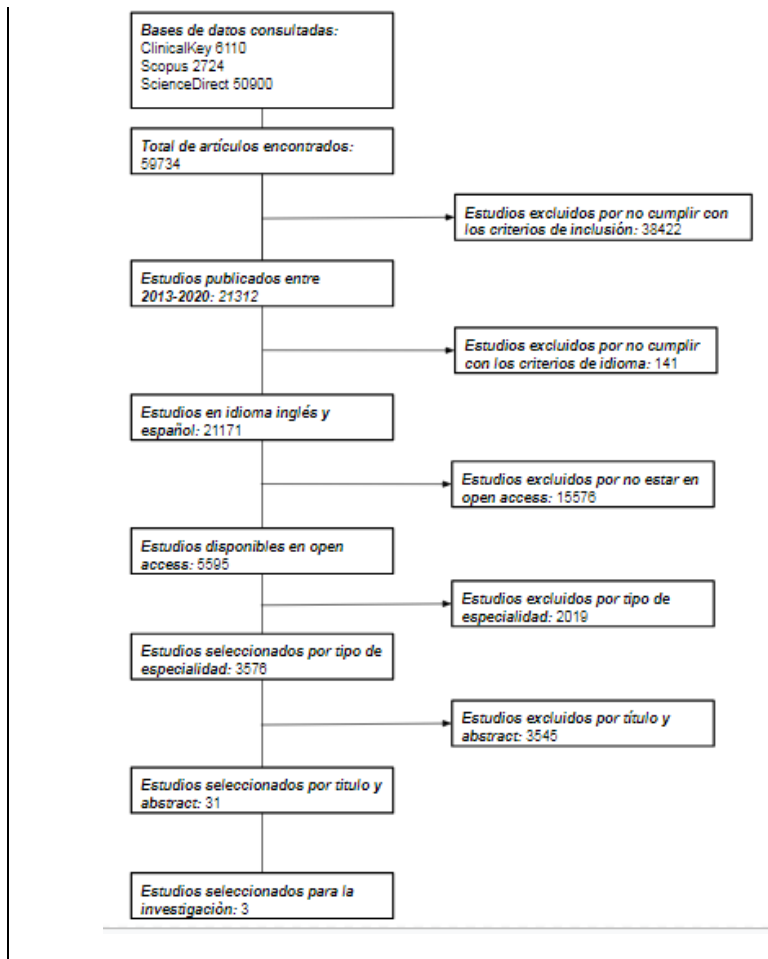 Bases de datos consultadas:
ClinicalKey 6110
Scopus 2724
ScienceDirect 50900
Total de artículos encontrados:
59734
Estudios excluidos por no cumplir con
los criterios de inclusión: 38422
Estudios publicados entre
2013-2020: 21312
Estudios excluidos por no cumplir
con los criterios de idioma: 141
Estudios en idioma inglés y
español: 21171
Estudios excluidos por no estar en
open access: 15576
Estudios disponibles en open
access: 5595
Estudios excluidos por tipo de
especialidad: 2019
Estudios seleccionados por tipo de
especialidad: 3576
Estudios excluidos por título y
abstract: 3545
Estudios seleccionados por titulo y
abstract: 31
Estudios seleccionados para la
investigaciòn: 3